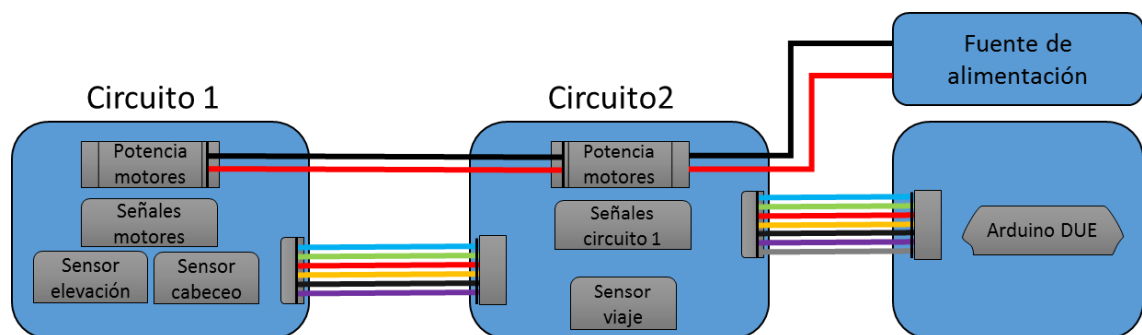 Fuente de
alimentación
Circuito 1
Circuito2
Potencia
motores
Potencia
motores
Señales
motores
Señales
circuito 1
Arduino DUE
Sensor
elevación
Sensor
cabeceo
Sensor
viaje